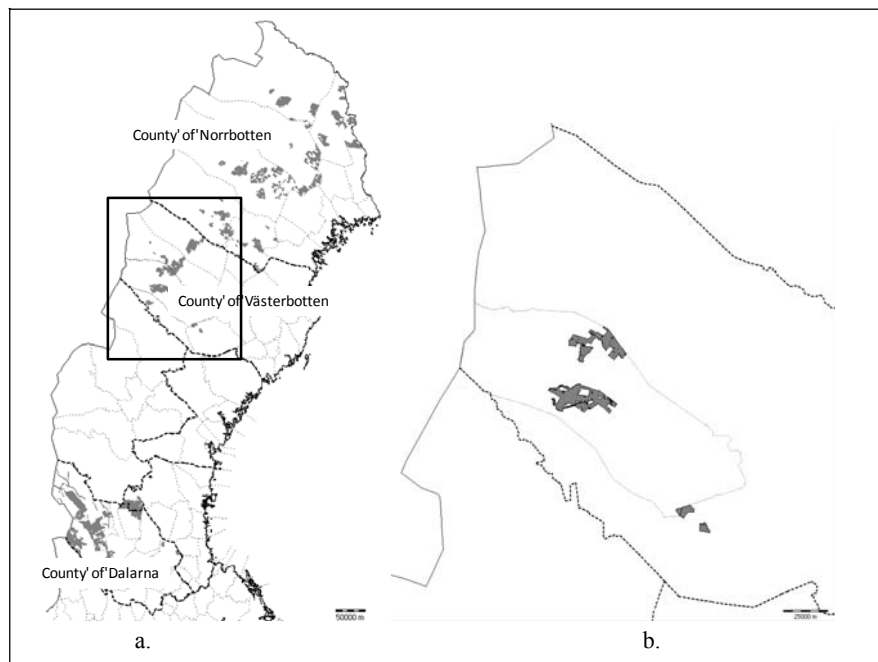 County' of' Norrbotten
County' of' Västerbotten
County' of' Dalarna
50000 m
25000 m
a.
b.